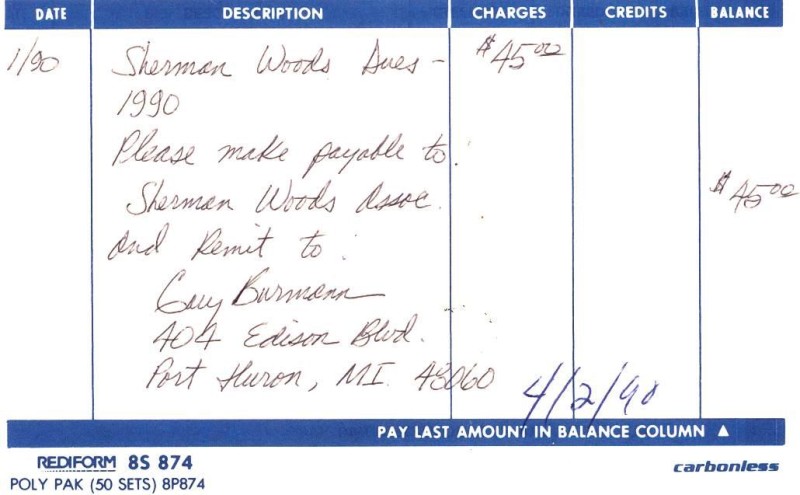 DATE DESCRIPTION CHARGES CREDITS BALANCE
1/90 Sherman Woods Dues - $45.00
1990
Please make payable to:
Sherman Woods Assoc. $45.00
And Remit to:
Gary Burmann
404 Edison Blvd.
Port Huron, MI. 48060
4/2/90
PAY LAST AMOUNT IN BALANCE COLUMN ▲
REDIFORM 8S 874 carbonless
POLY PAK (50 SETS) 8P874